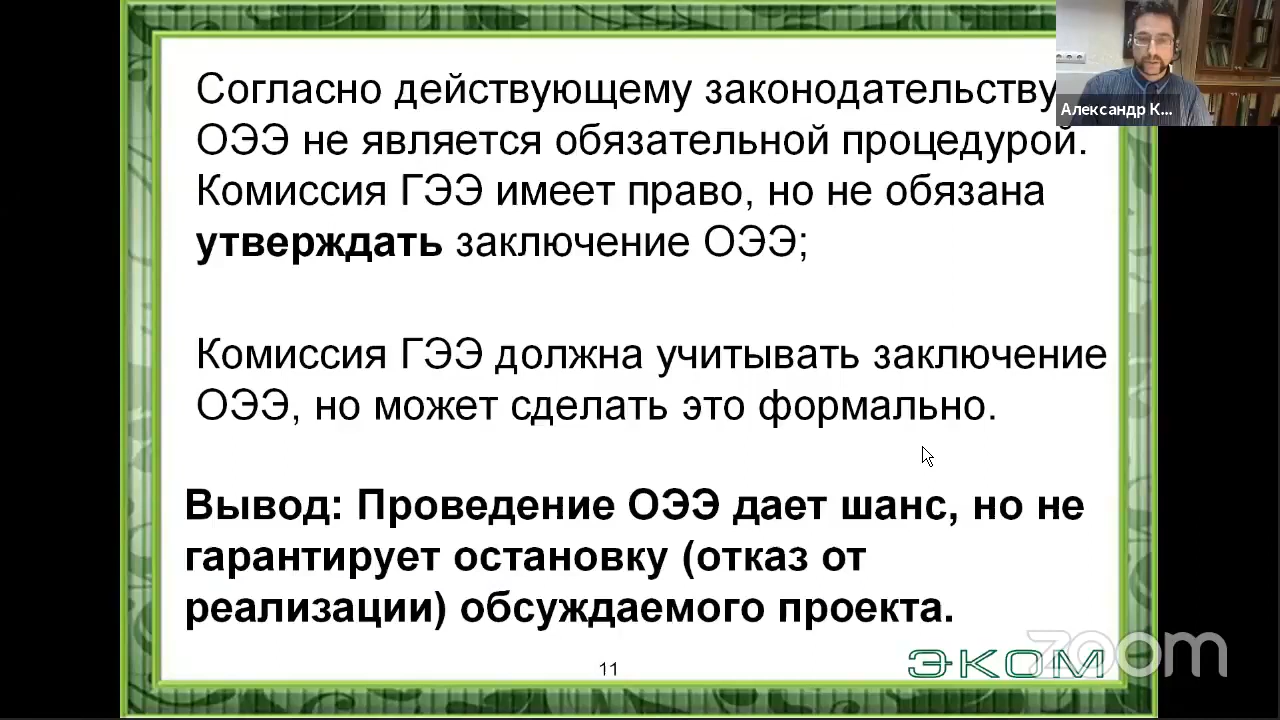 Согласно действующему законодательству
ОЭЭ не является обязательной процедурой.
Комиссия ГЭЭ имеет право, но не обязана
утверждать заключение ОЭЭ;
Комиссия ГЭЭ должна учитывать заключение
ОЭЭ, но может сделать это формально.
Вывод: Проведение ОЭЭ дает шанс, но не
гарантирует остановку (отказ от
реализации) обсуждаемого проекта.
11
ЭКОМ
zoom
Александр К...